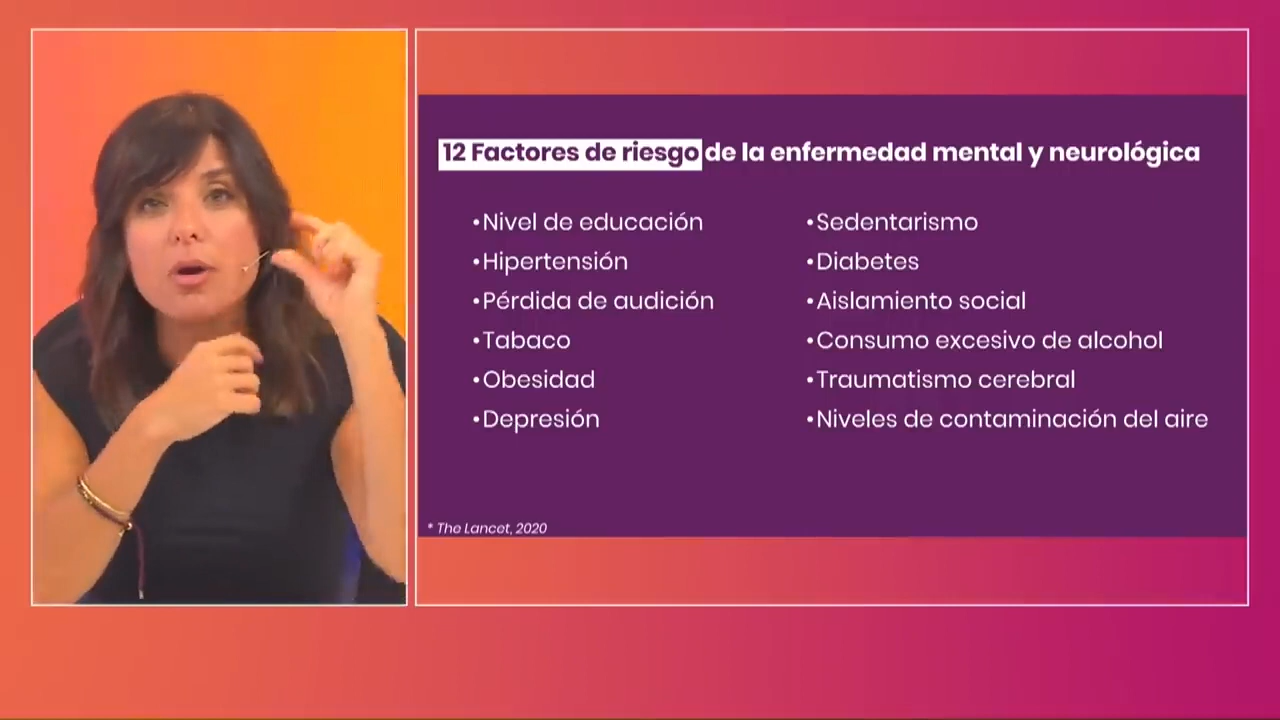 12 Factores de riesgo de la enfermedad mental y neurológica
•Nivel de educación
•Hipertensión
•Pérdida de audición
•Tabaco
•Obesidad
•Depresión
•Sedentarismo
•Diabetes
•Aislamiento social
•Consumo excesivo de alcohol
•Traumatismo cerebral
•Niveles de contaminación del aire
* The Lancet, 2020